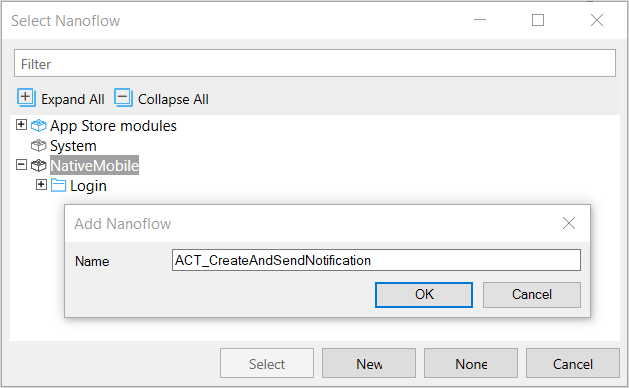 Select Nanoflow
Filter
Expand All Collapse All
App Store modules
System
NativeMobile
Login
Add Nanoflow
Name ACT_CreateAndSendNotification
OK Cancel
Select New None Cancel